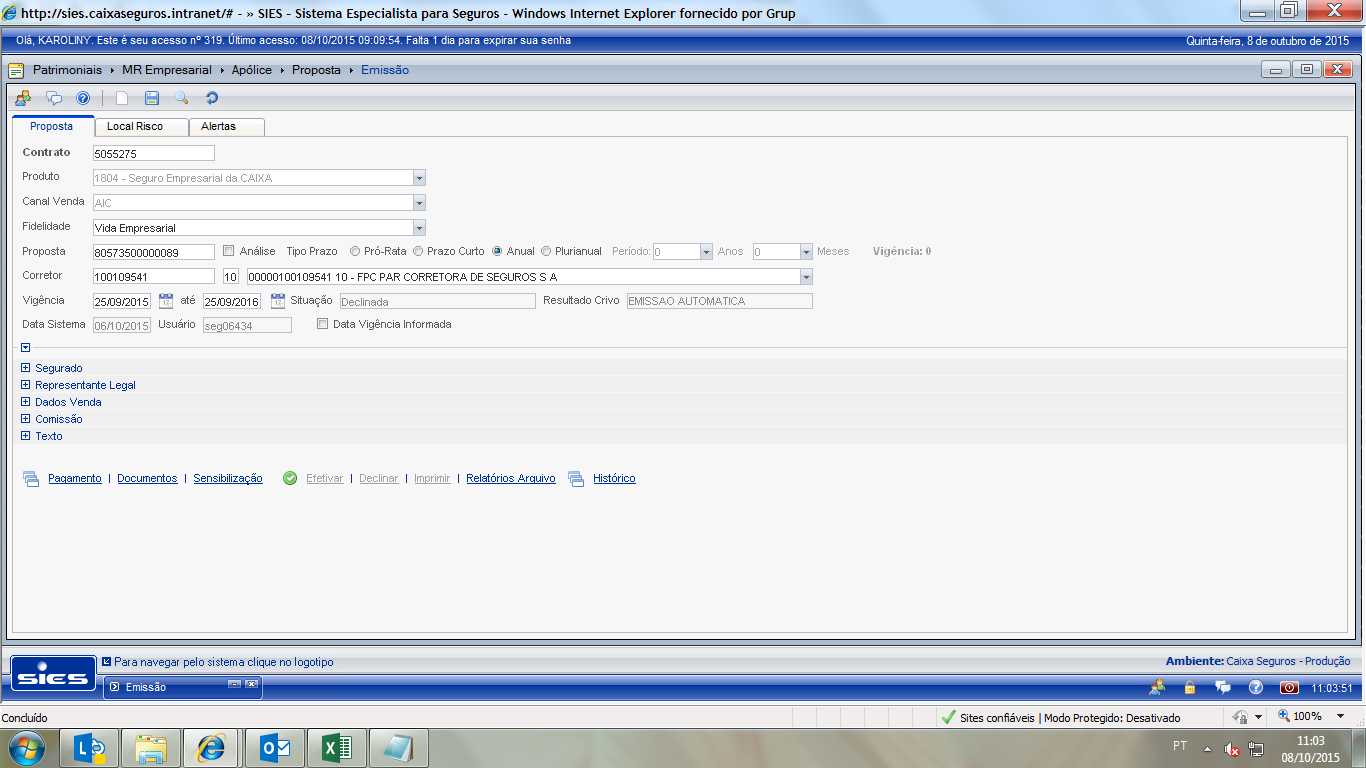 http://sies.caixaseguros.intranet/# - » SIES - Sistema Especialista para Seguros - Windows Internet Explorer fornecido por Grup
Olá, KAROLINY. Este é seu acesso nº 319. Último acesso: 08/10/2015 09:09:54. Falta 1 dia para expirar sua senha
Quinta-feira, 8 de outubro de 2015
Patrimoniais › MR Empresarial › Apólice › Proposta › Emissão
Proposta Local Risco Alertas
Contrato 5055275
Produto 1804 - Seguro Empresarial da CAIXA
Canal Venda AIC
Fidelidade Vida Empresarial
Proposta 80573500000089 Análise Tipo Prazo Pró-Rata Prazo Curto Anual Plurianual Período: 0 Anos 0 Meses Vigência: 0
Corretor 100109541 10 00000100109541 10 - FPC PAR CORRETORA DE SEGUROS S A
Vigência 25/09/2015 até 25/09/2016 Situação Declinada Resultado Crivo EMISSAO AUTOMATICA
Data Sistema 06/10/2015 Usuário seg06434 Data Vigência Informada
Segurado
Representante Legal
Dados Venda
Comissão
Texto
Pagamento | Documentos | Sensibilização Efetivar | Declinar | Imprimir | Relatórios Arquivo Histórico
sies
Para navegar pelo sistema clique no logotipo
Ambiente: Caixa Seguros - Produção
Emissão
11:03:51
Concluído
Sites confiáveis | Modo Protegido: Desativado
100%
PT
11:03
08/10/2015